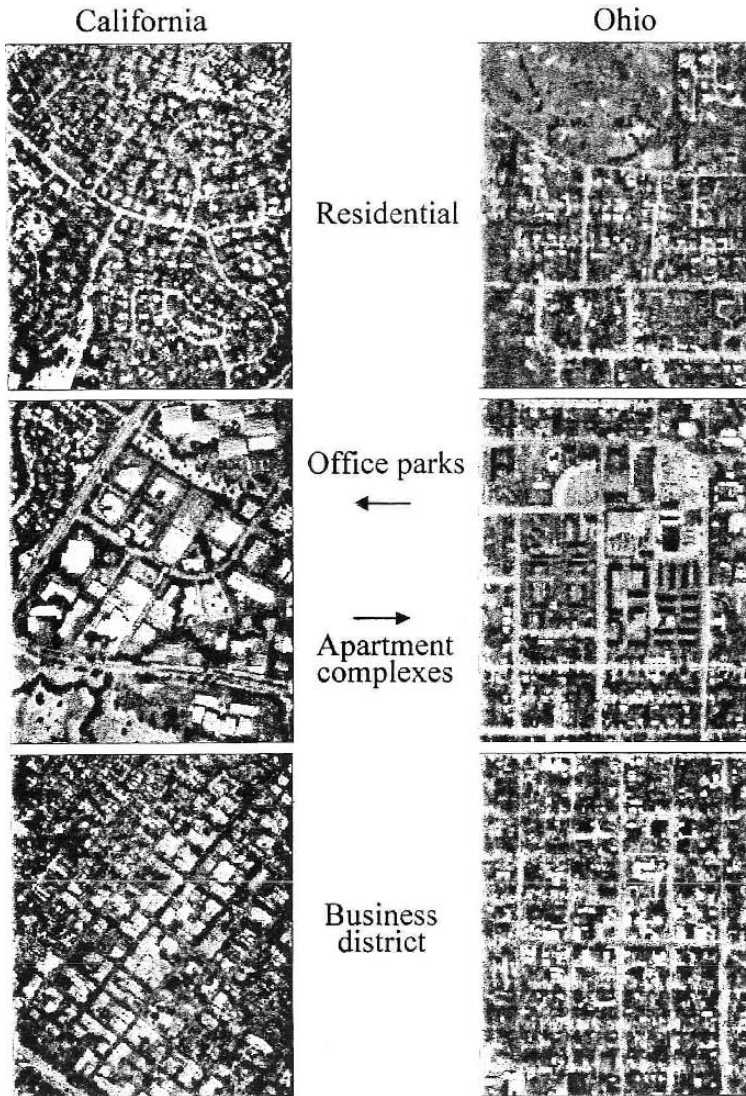 California
Ohio
Residential
Office parks
Apartment
complexes
Business
district